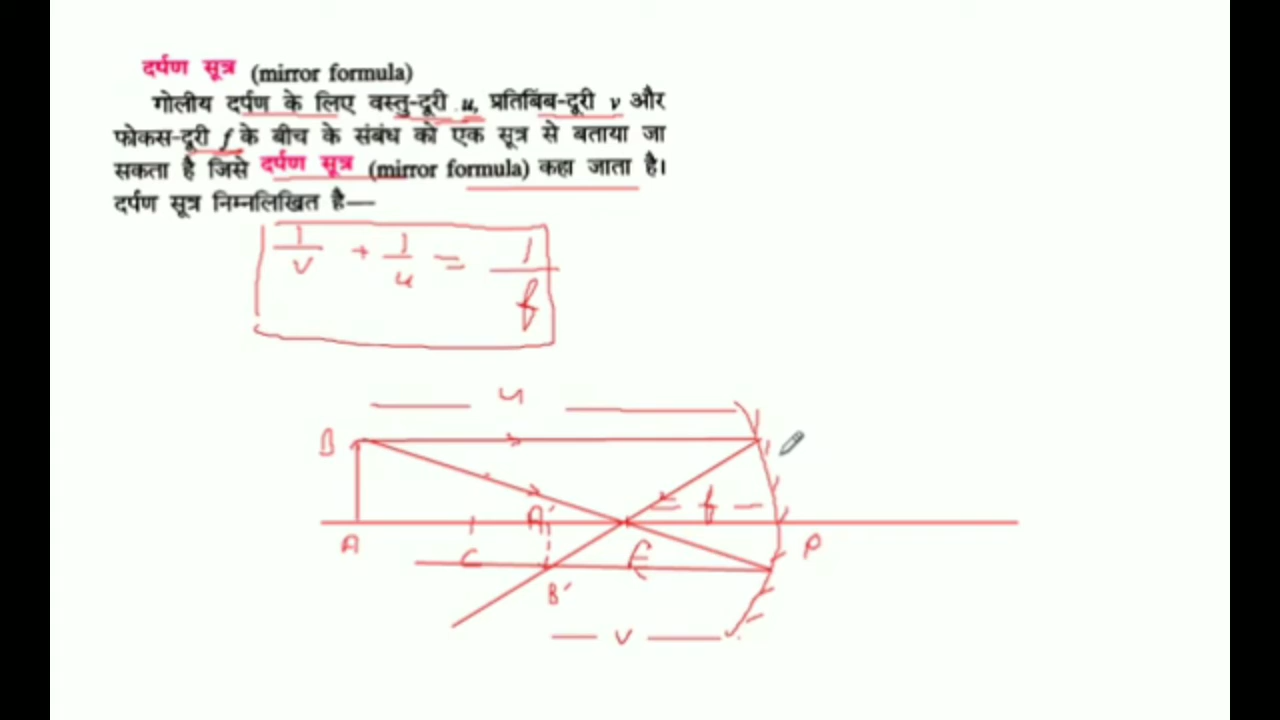 दर्पण सूत्र (mirror formula)
गोलीय दर्पण के लिए वस्तु-दूरी u, प्रतिबिंब-दूरी v और
फोकस-दूरी f के बीच के संबंध को एक सूत्र से बताया जा
सकता है जिसे दर्पण सूत्र (mirror formula) कहा जाता है।
दर्पण सूत्र निम्नलिखित है—
1/v + 1/u = 1/f
u
B
f
A'
A C F P
B'
v